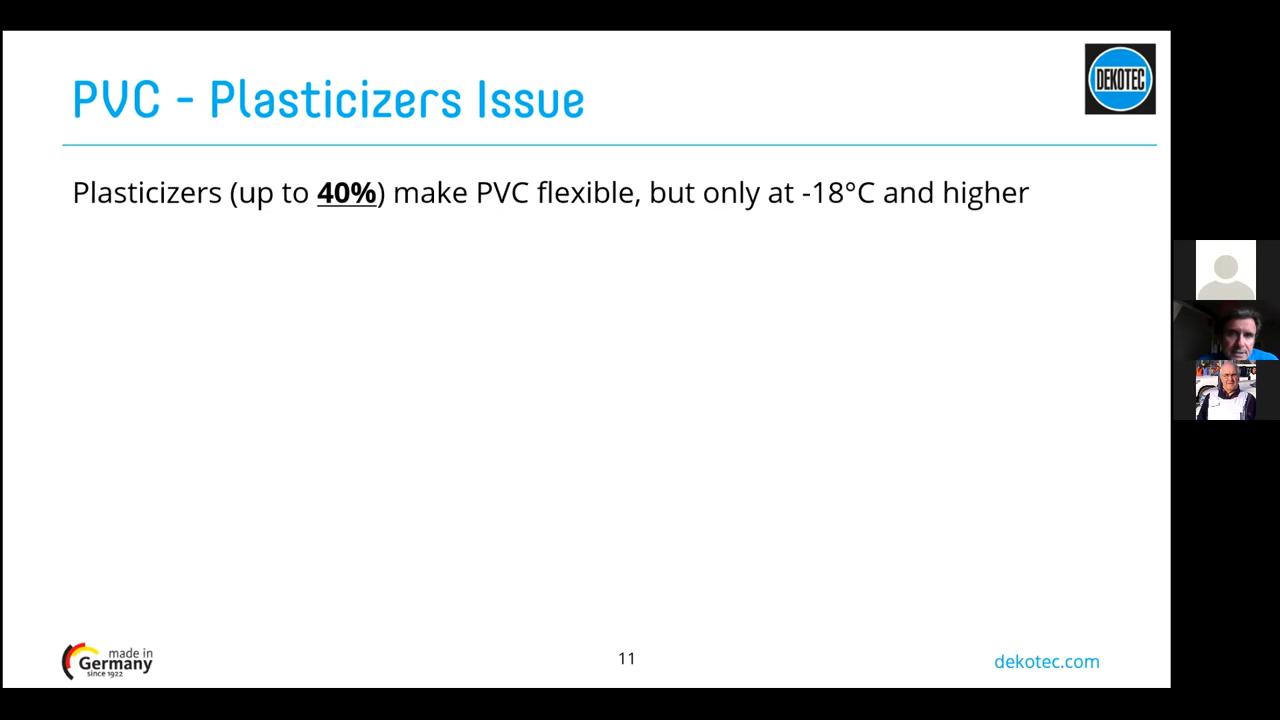 PVC - Plasticizers Issue
DEKOTEC
Plasticizers (up to 40%) make PVC flexible, but only at -18°C and higher
made in
Germany
since 1922
11
dekotec.com